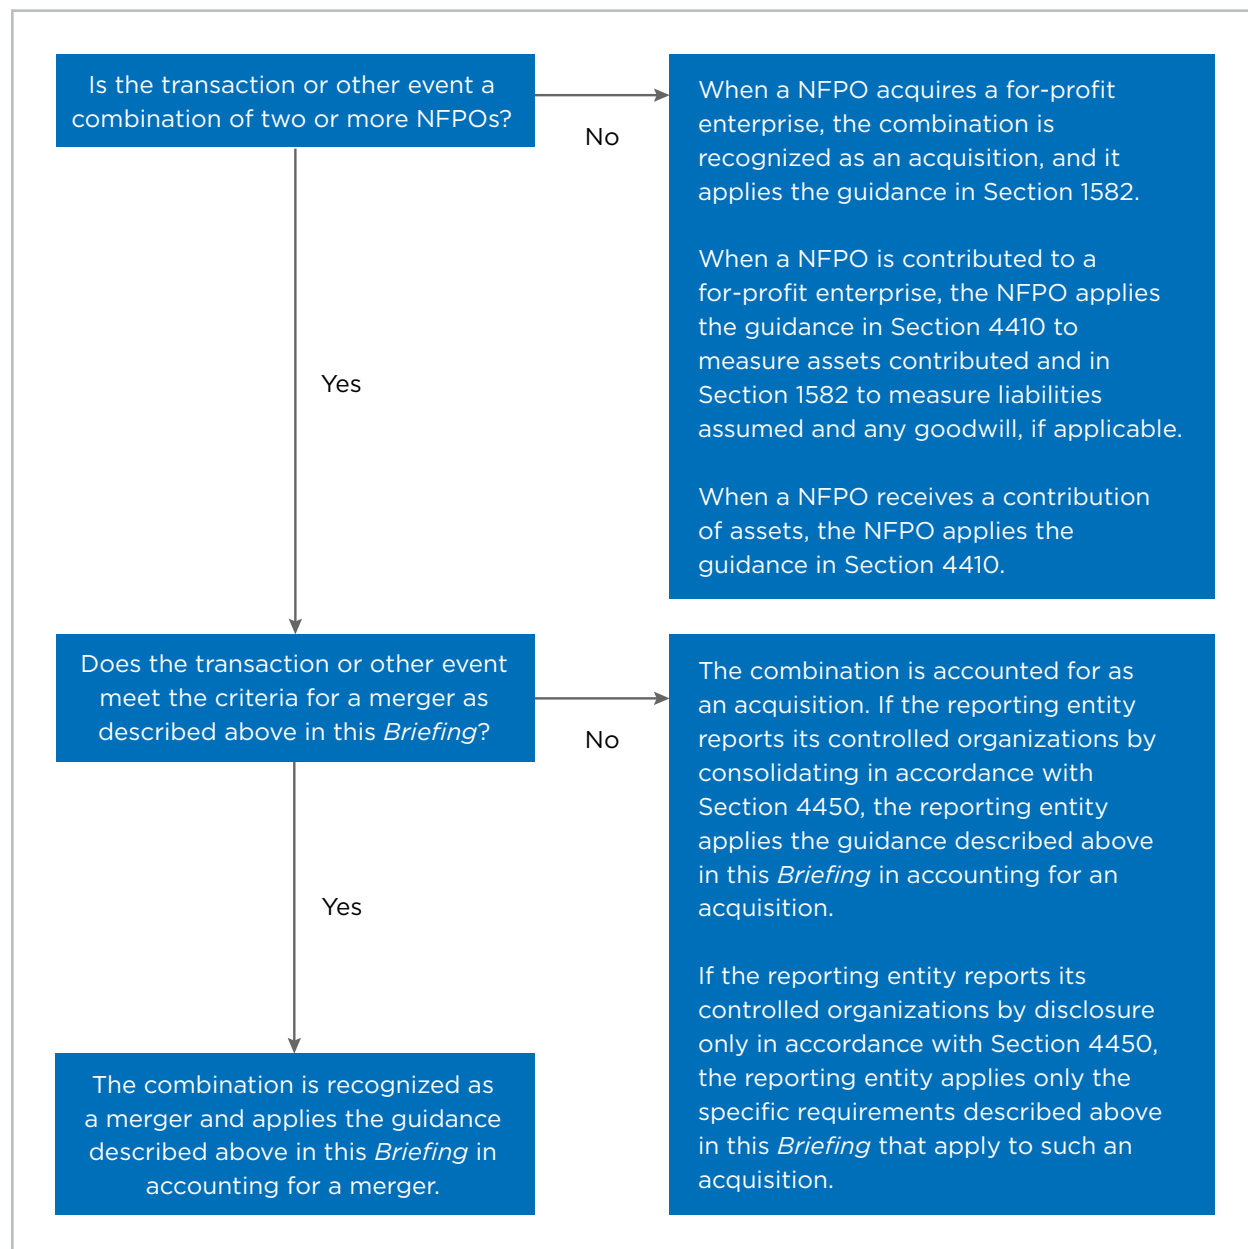 Is the transaction or other event a
combination of two or more NFPOs?
No
When a NFPO acquires a for-profit
enterprise, the combination is
recognized as an acquisition, and it
applies the guidance in Section 1582.
When a NFPO is contributed to a
for-profit enterprise, the NFPO applies
the guidance in Section 4410 to
measure assets contributed and in
Section 1582 to measure liabilities
assumed and any goodwill, if applicable.
When a NFPO receives a contribution
of assets, the NFPO applies the
guidance in Section 4410.
Yes
Does the transaction or other event
meet the criteria for a merger as
described above in this Briefing?
No
The combination is accounted for as
an acquisition. If the reporting entity
reports its controlled organizations by
consolidating in accordance with
Section 4450, the reporting entity
applies the guidance described above
in this Briefing in accounting for an
acquisition.
If the reporting entity reports its
controlled organizations by disclosure
only in accordance with Section 4450,
the reporting entity applies only the
specific requirements described above
in this Briefing that apply to such an
acquisition.
Yes
The combination is recognized as
a merger and applies the guidance
described above in this Briefing in
accounting for a merger.